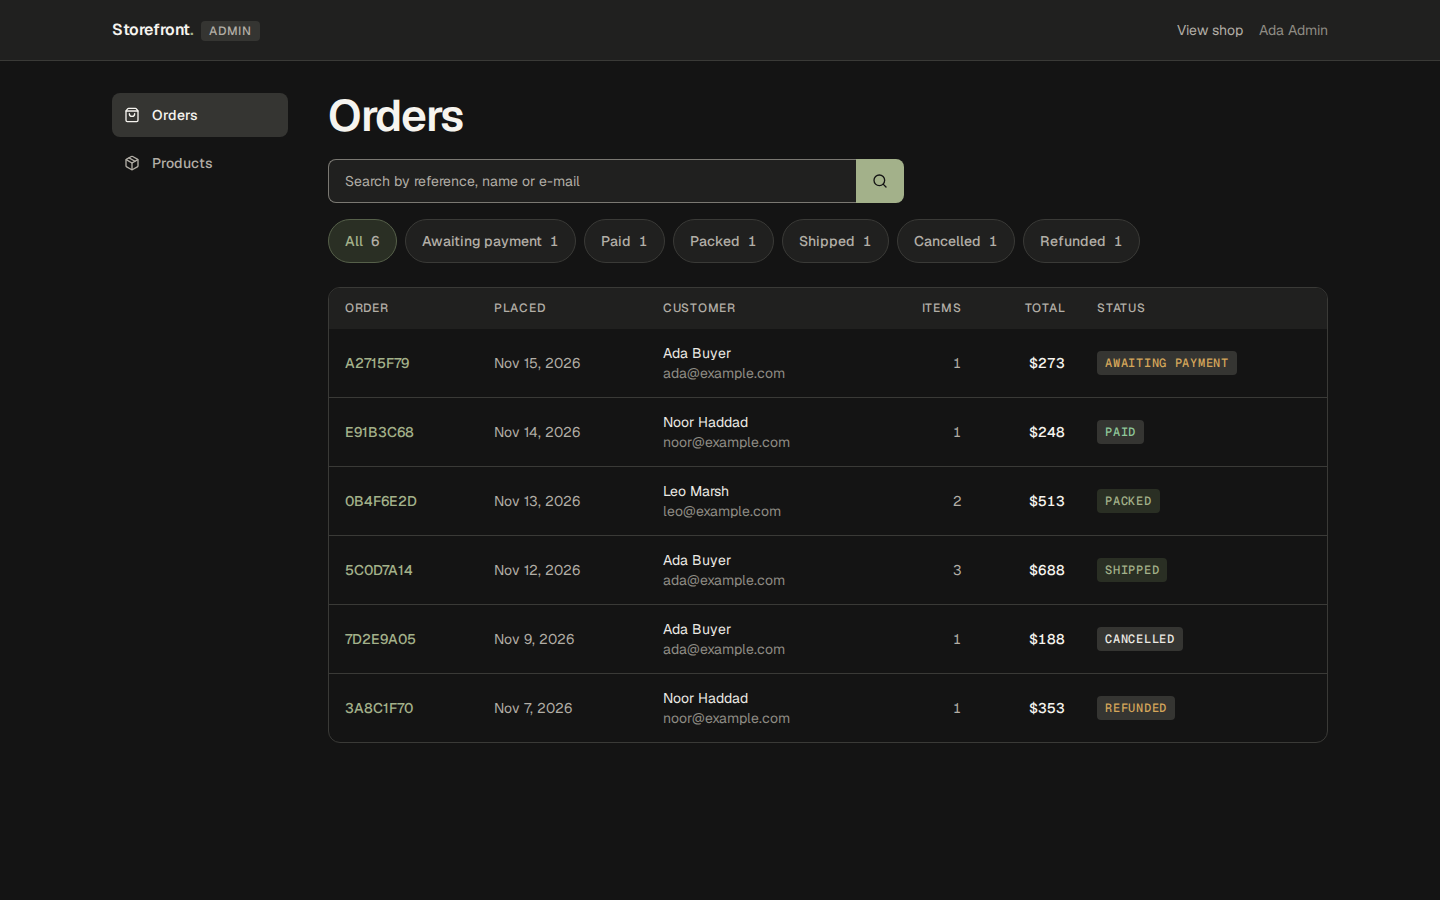 Storefront. ADMIN View shop Ada Admin
Orders
Products
Orders
Search by reference, name or e-mail
All 6 Awaiting payment 1 Paid 1 Packed 1 Shipped 1 Cancelled 1 Refunded 1
ORDER PLACED CUSTOMER ITEMS TOTAL STATUS
A2715F79 Nov 15, 2026 Ada Buyer ada@example.com 1 $273 AWAITING PAYMENT
E91B3C68 Nov 14, 2026 Noor Haddad noor@example.com 1 $248 PAID
0B4F6E2D Nov 13, 2026 Leo Marsh leo@example.com 2 $513 PACKED
5C0D7A14 Nov 12, 2026 Ada Buyer ada@example.com 3 $688 SHIPPED
7D2E9A05 Nov 9, 2026 Ada Buyer ada@example.com 1 $188 CANCELLED
3A8C1F70 Nov 7, 2026 Noor Haddad noor@example.com 1 $353 REFUNDED